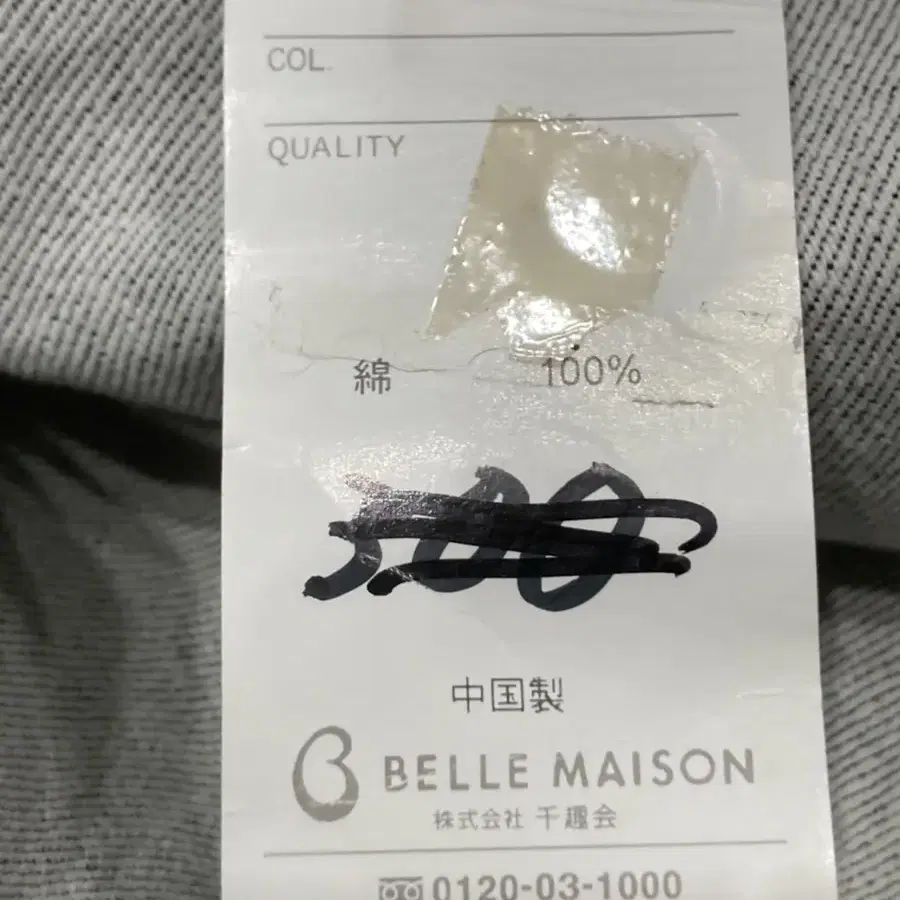 COL.
QUALITY
綿 100%
中国製
BELLE MAISON
株式会社 千趣会
0120-03-1000